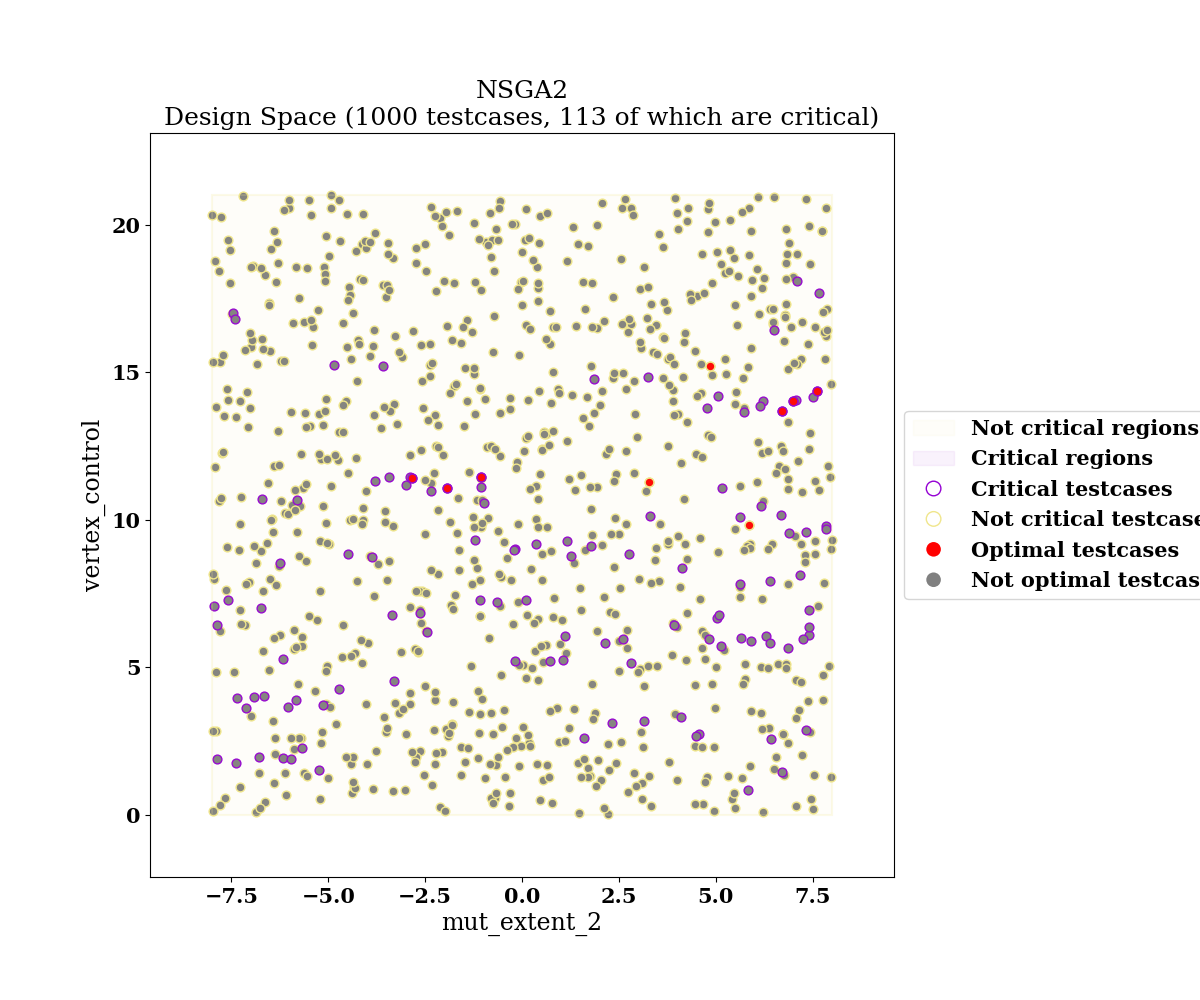 NSGA2
Design Space (1000 testcases, 113 of which are critical)
20
15
10
5
0
vertex_control
−7.5 −5.0 −2.5 0.0 2.5 5.0 7.5
mut_extent_2
Not critical regions
Critical regions
Critical testcases
Not critical testcase
Optimal testcases
Not optimal testcas